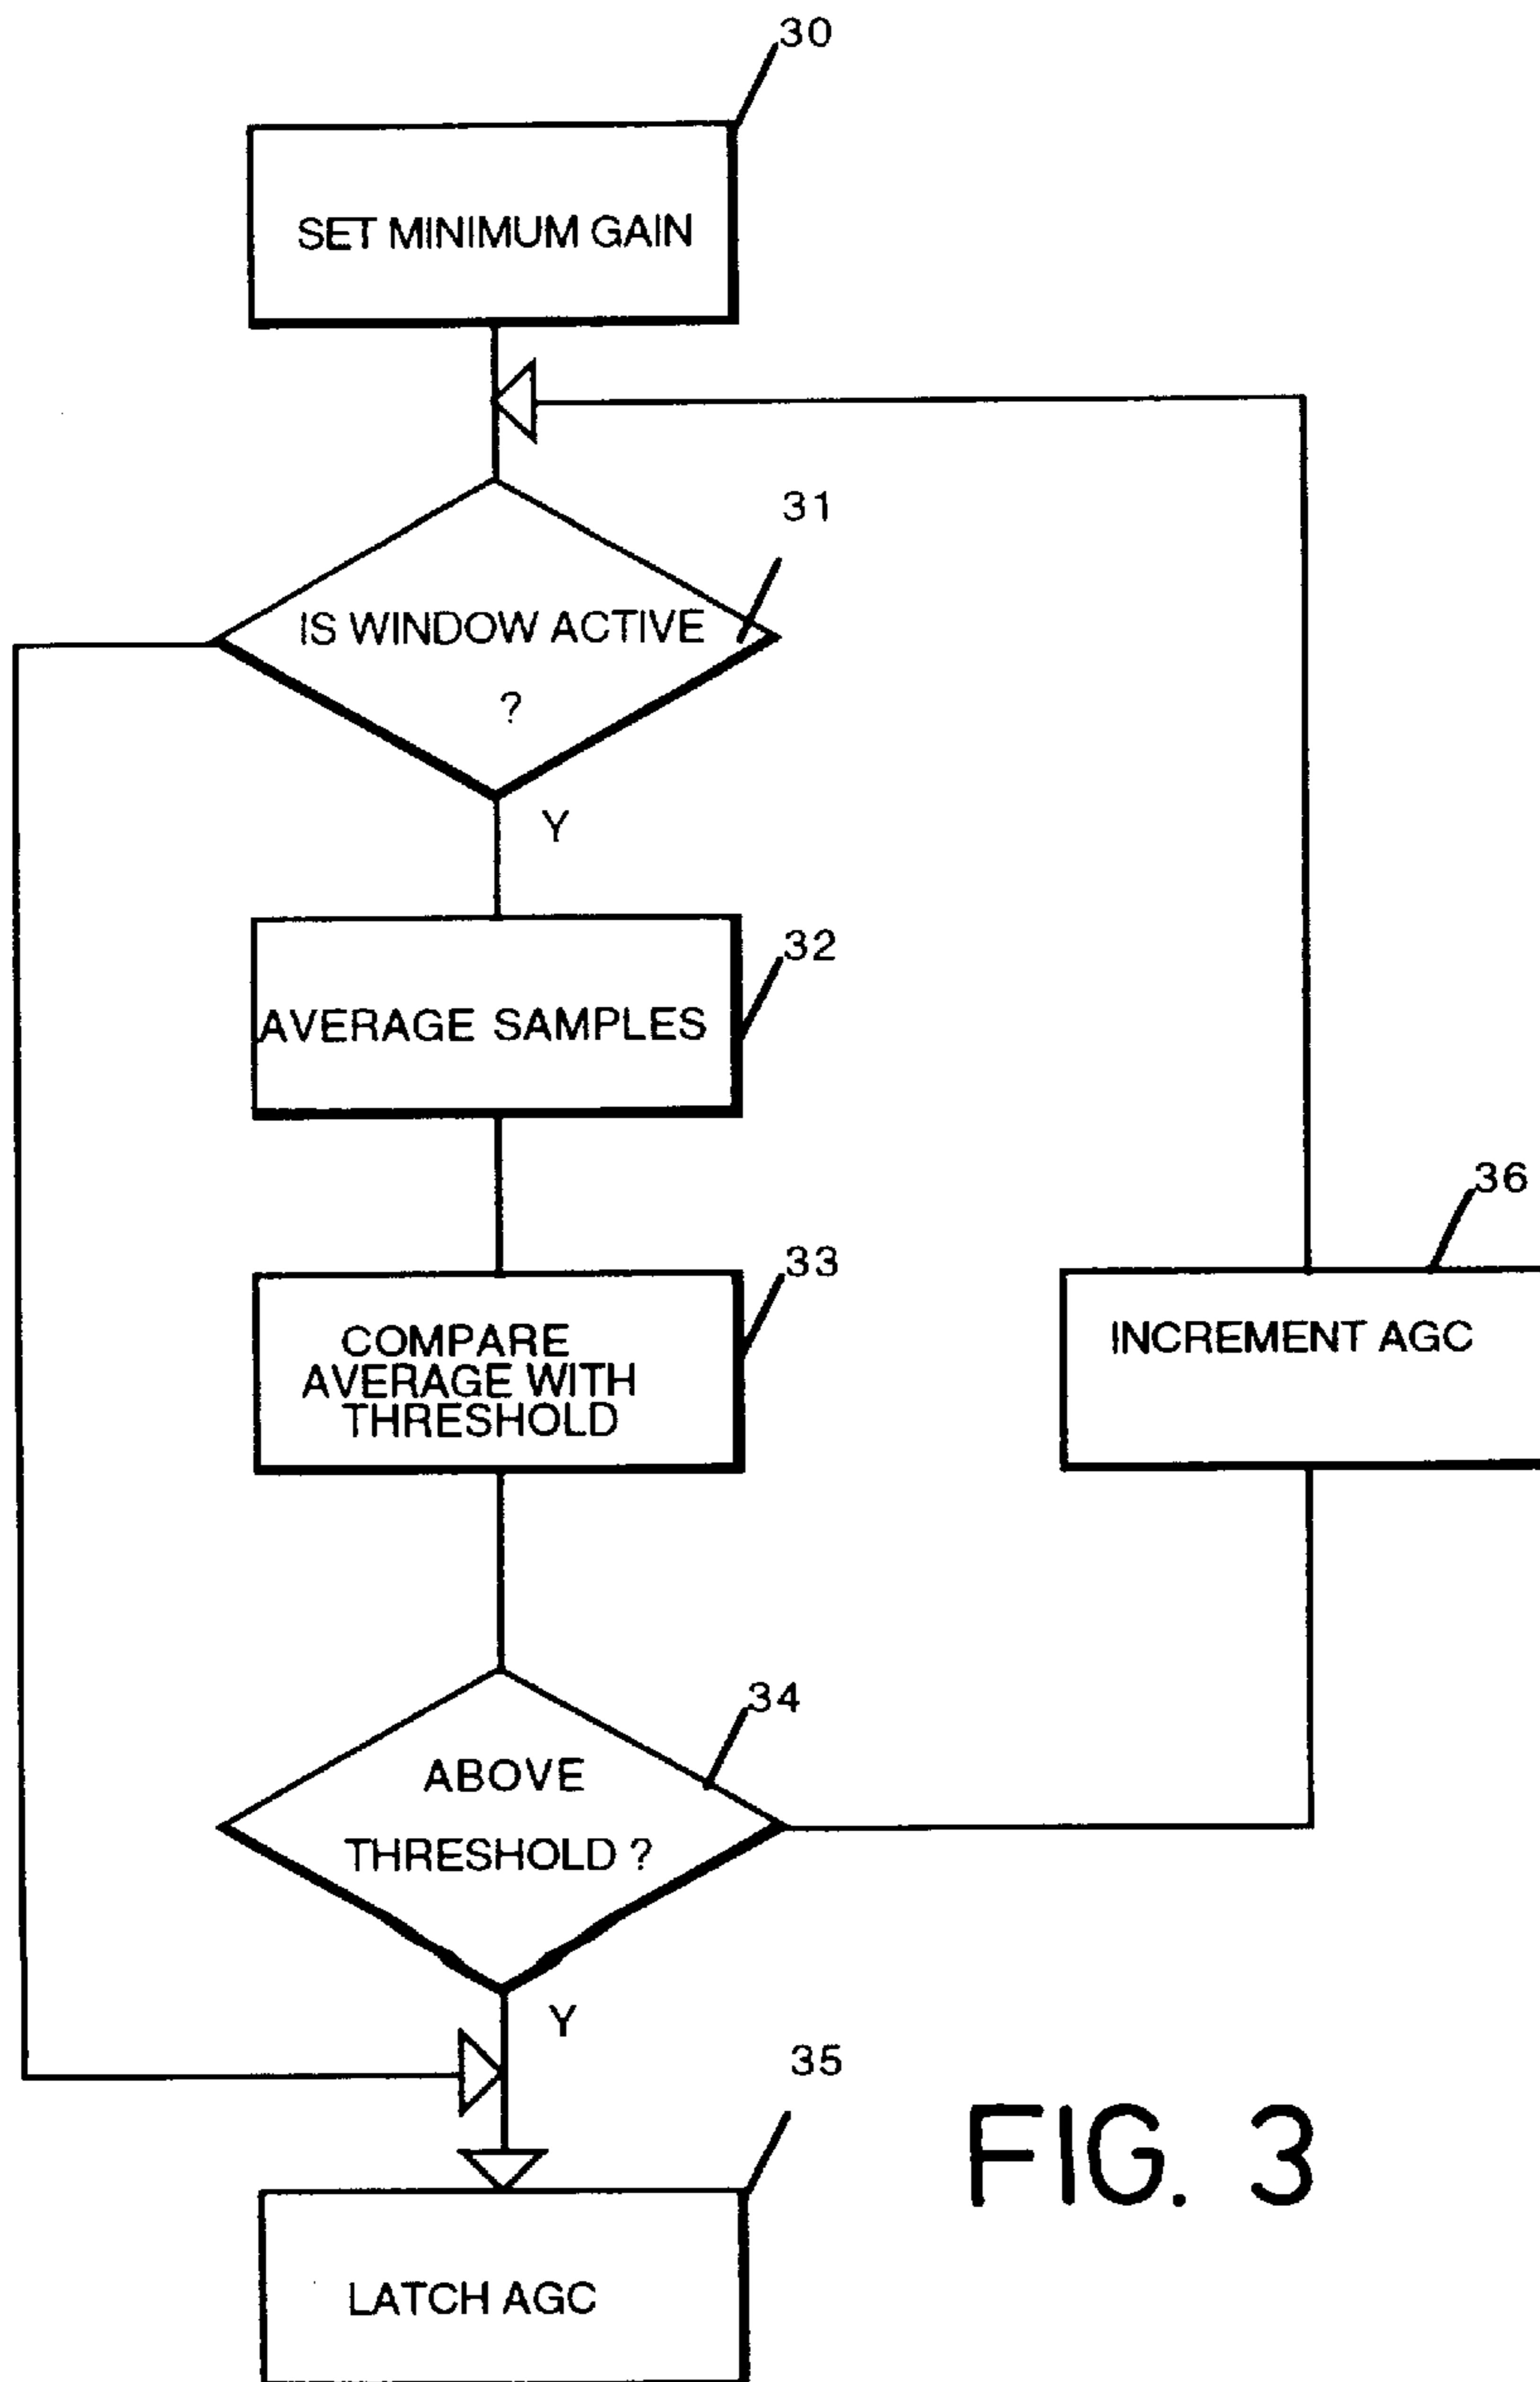 30
SET MINIMUM GAIN
31
IS WINDOW ACTIVE
?
Y
32
AVERAGE SAMPLES
33
COMPARE
AVERAGE WITH
THRESHOLD
36
INCREMENT AGC
34
ABOVE
THRESHOLD ?
Y
35
LATCH AGC
FIG. 3